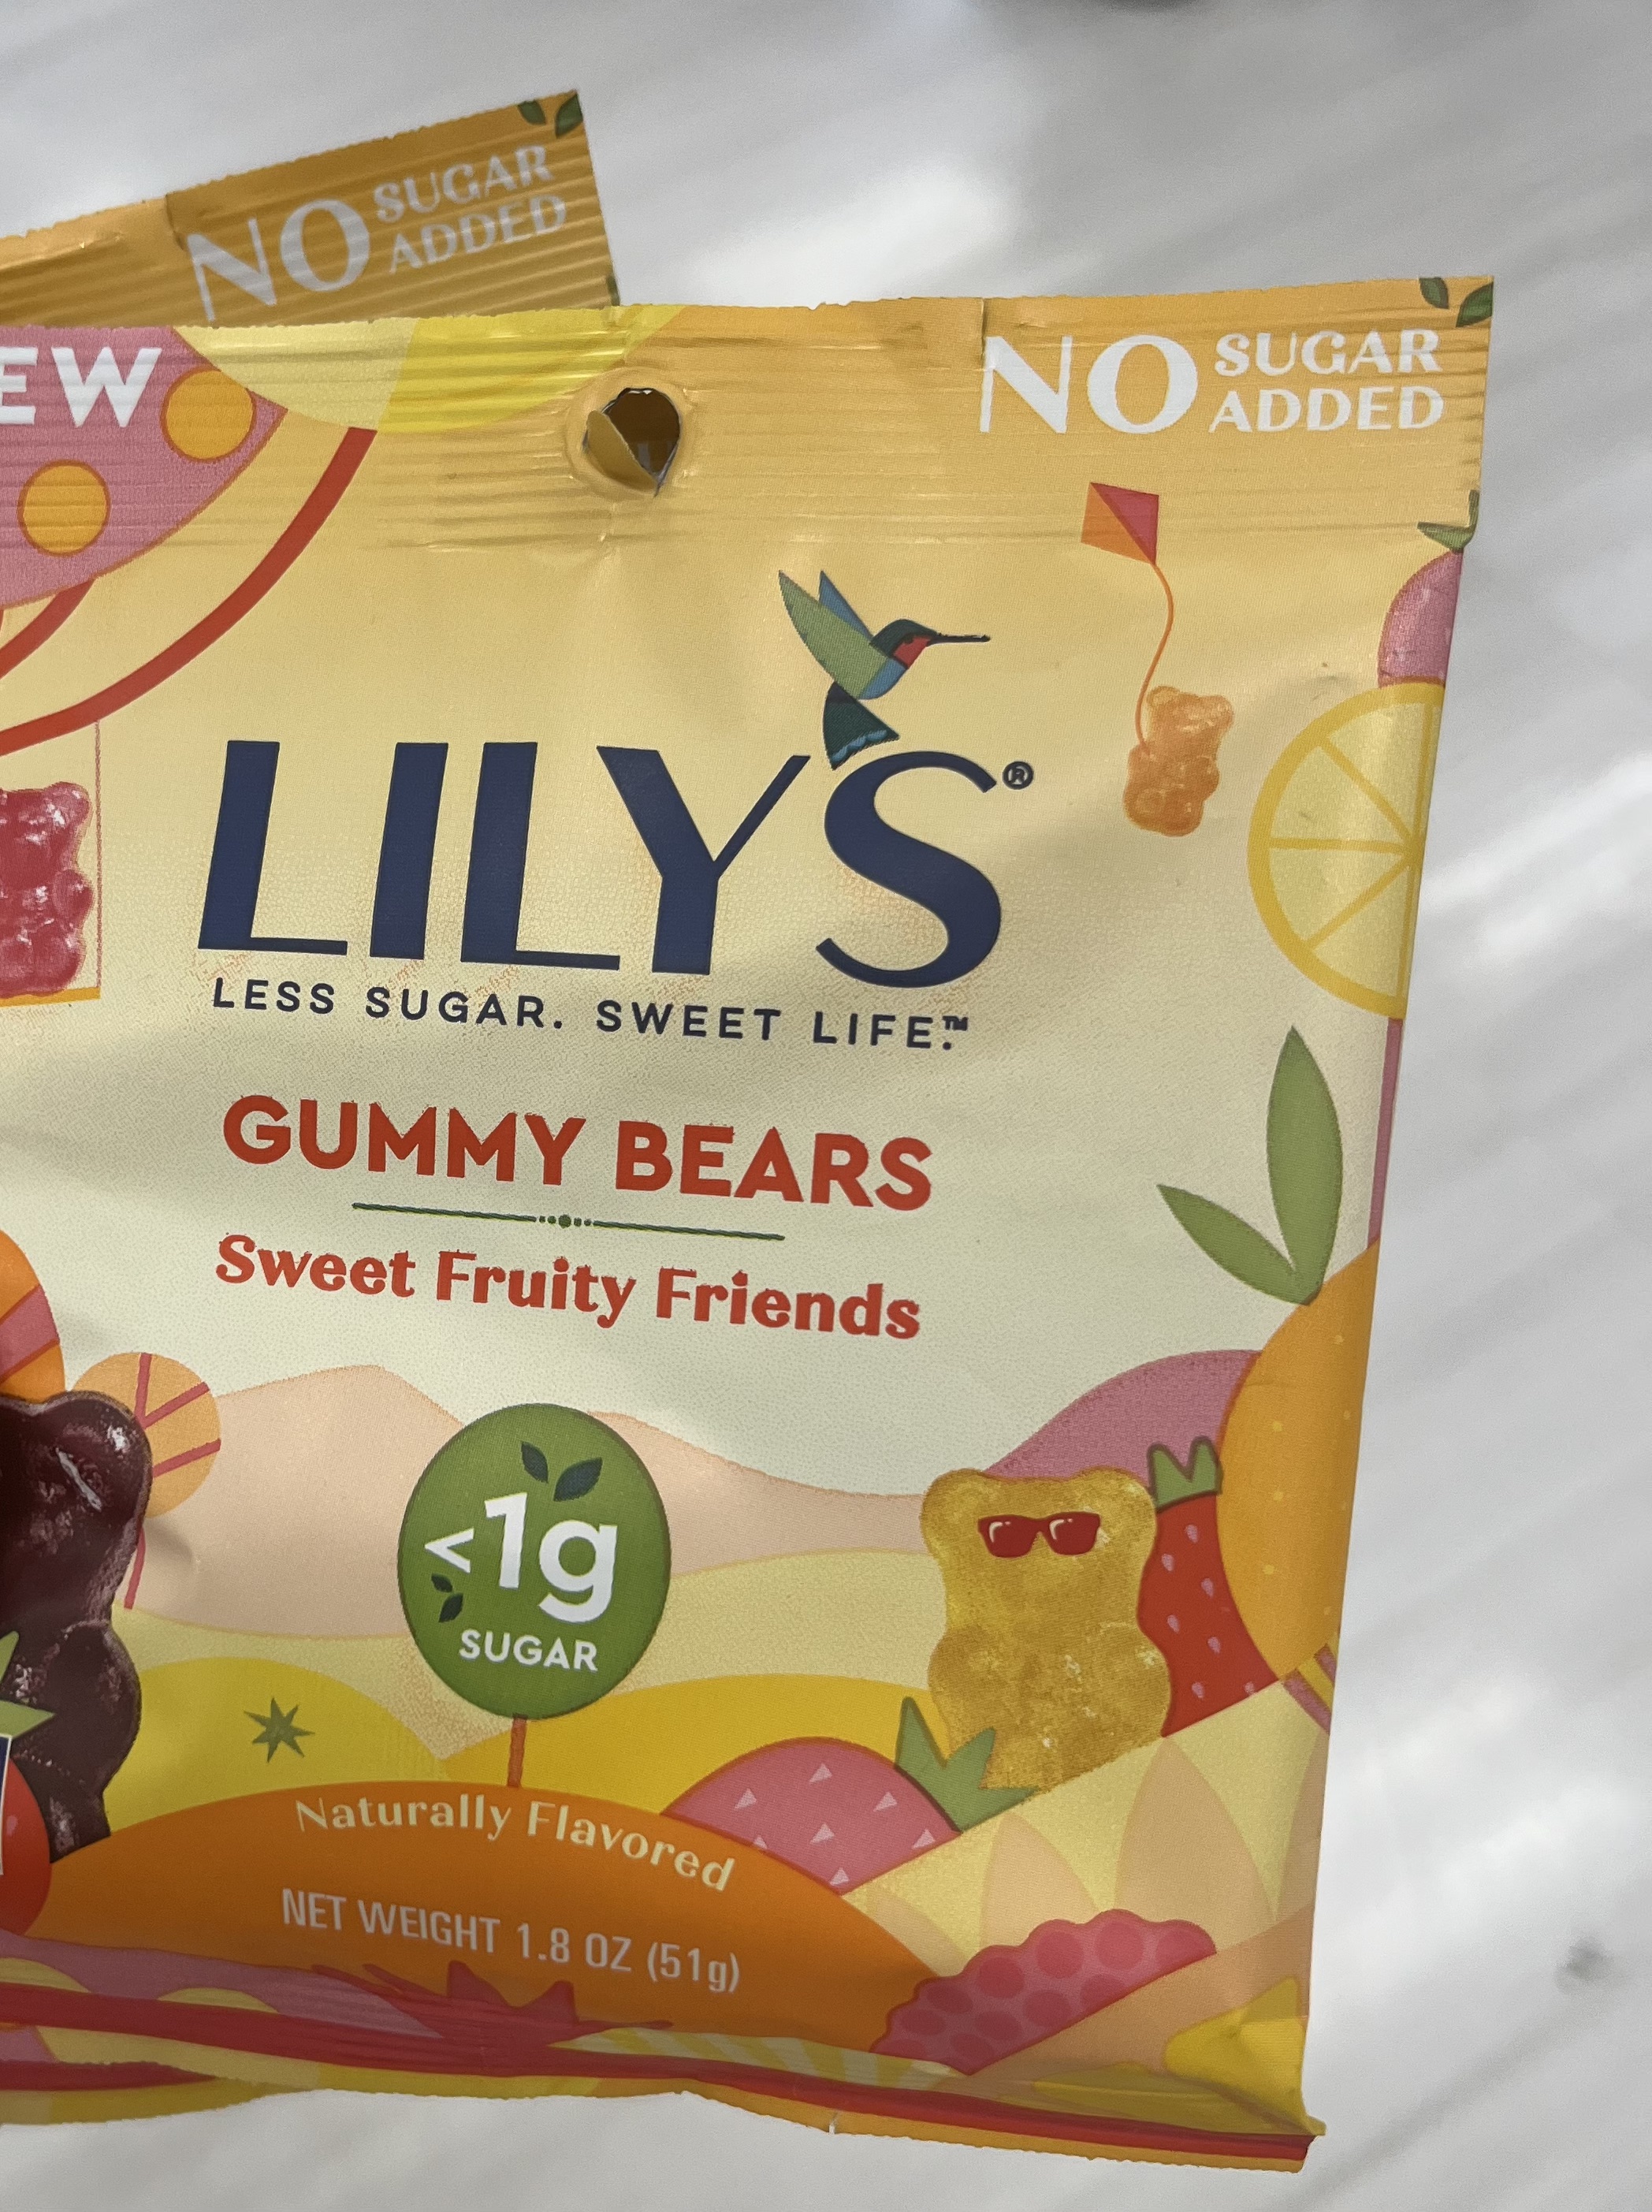 NO SUGAR
ADDED
EW
NO SUGAR
ADDED
LILY'S®
LESS SUGAR. SWEET LIFE.™
GUMMY BEARS
Sweet Fruity Friends
<1g
SUGAR
Naturally Flavored
NET WEIGHT 1.8 OZ (51g)